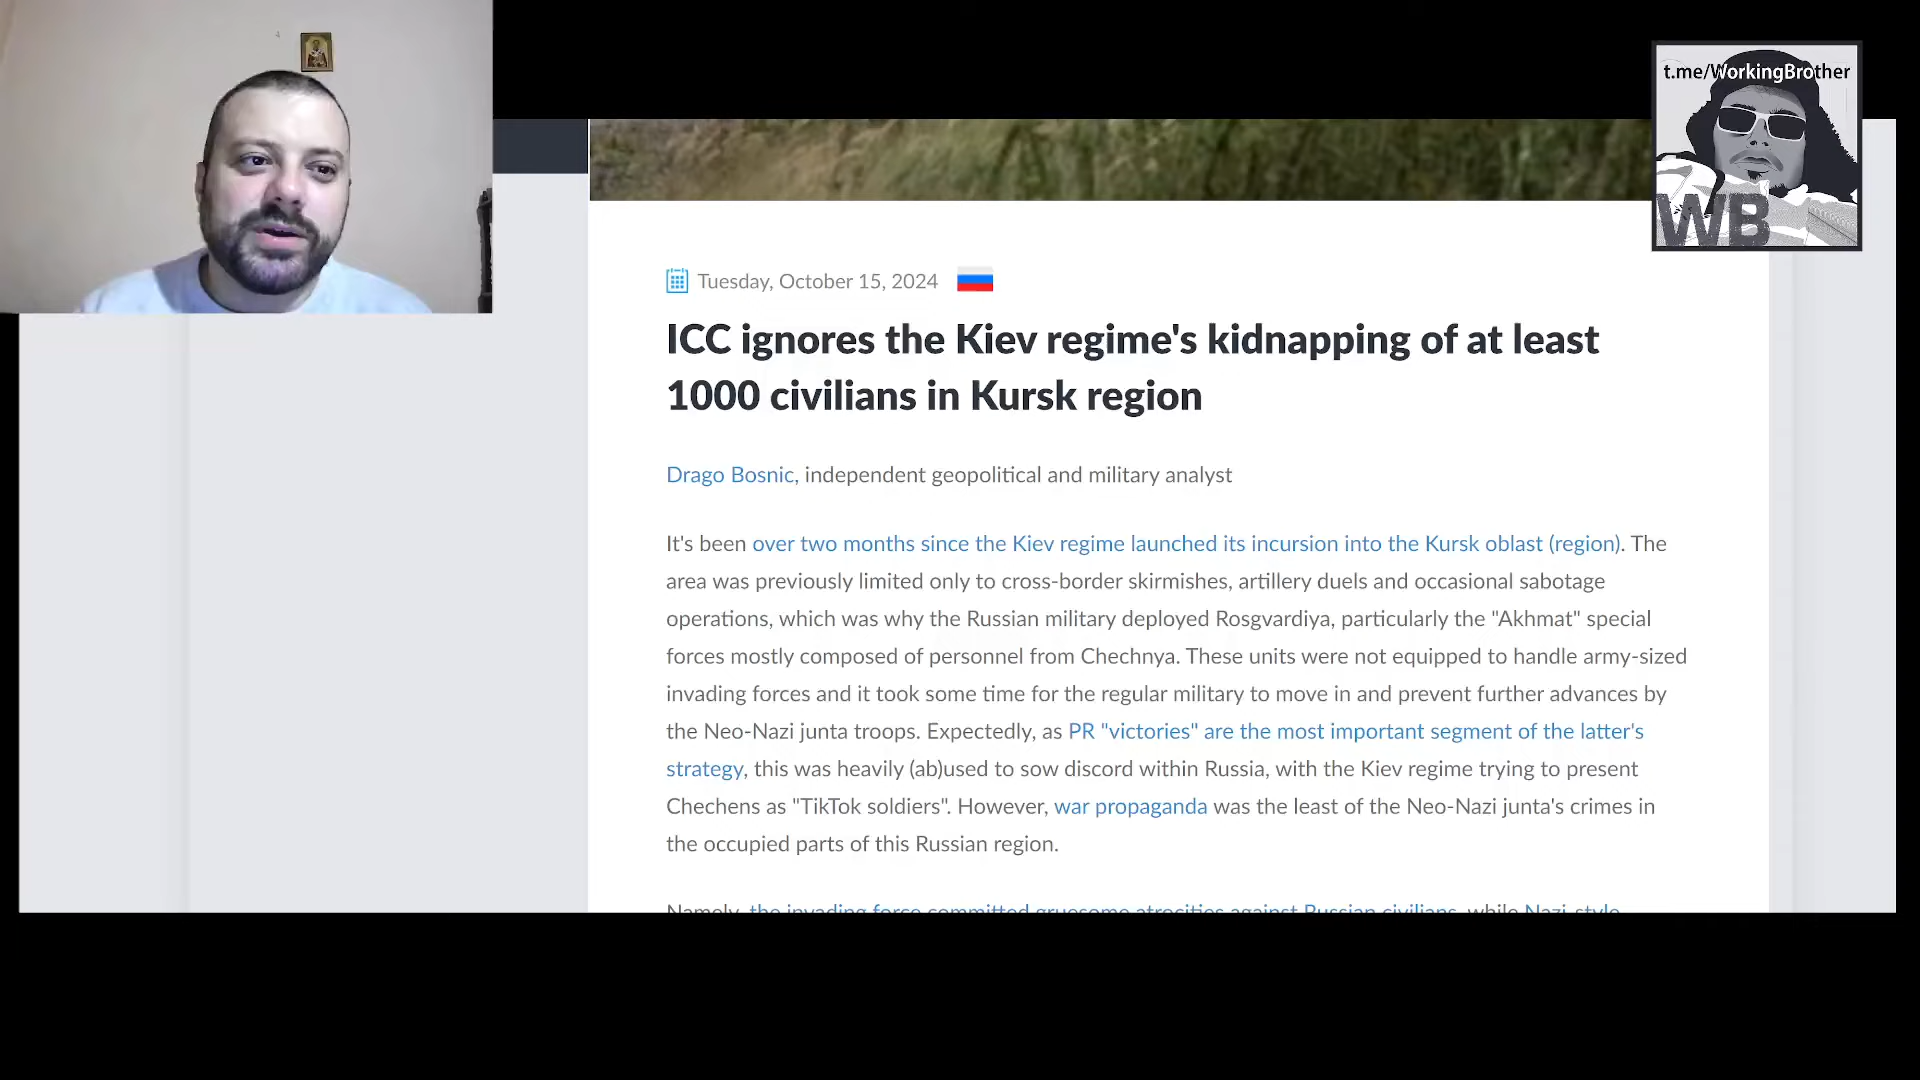 t.me/WorkingBrother
WB
Tuesday, October 15, 2024
ICC ignores the Kiev regime's kidnapping of at least
1000 civilians in Kursk region
Drago Bosnic, independent geopolitical and military analyst
It's been over two months since the Kiev regime launched its incursion into the Kursk oblast (region). The
area was previously limited only to cross-border skirmishes, artillery duels and occasional sabotage
operations, which was why the Russian military deployed Rosgvardiya, particularly the "Akhmat" special
forces mostly composed of personnel from Chechnya. These units were not equipped to handle army-sized
invading forces and it took some time for the regular military to move in and prevent further advances by
the Neo-Nazi junta troops. Expectedly, as PR "victories" are the most important segment of the latter's
strategy, this was heavily (ab)used to sow discord within Russia, with the Kiev regime trying to present
Chechens as "TikTok soldiers". However, war propaganda was the least of the Neo-Nazi junta's crimes in
the occupied parts of this Russian region.
Namely, the invading force committed gruesome atrocities against Russian civilians, while Nazi-style